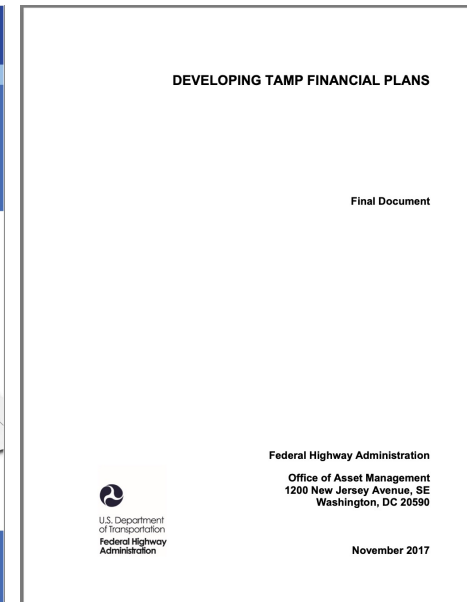 DEVELOPING TAMP FINANCIAL PLANS
Final Document
Federal Highway Administration
Office of Asset Management
1200 New Jersey Avenue, SE
Washington, DC 20590
U.S. Department
of Transportation
Federal Highway
Administration
November 2017